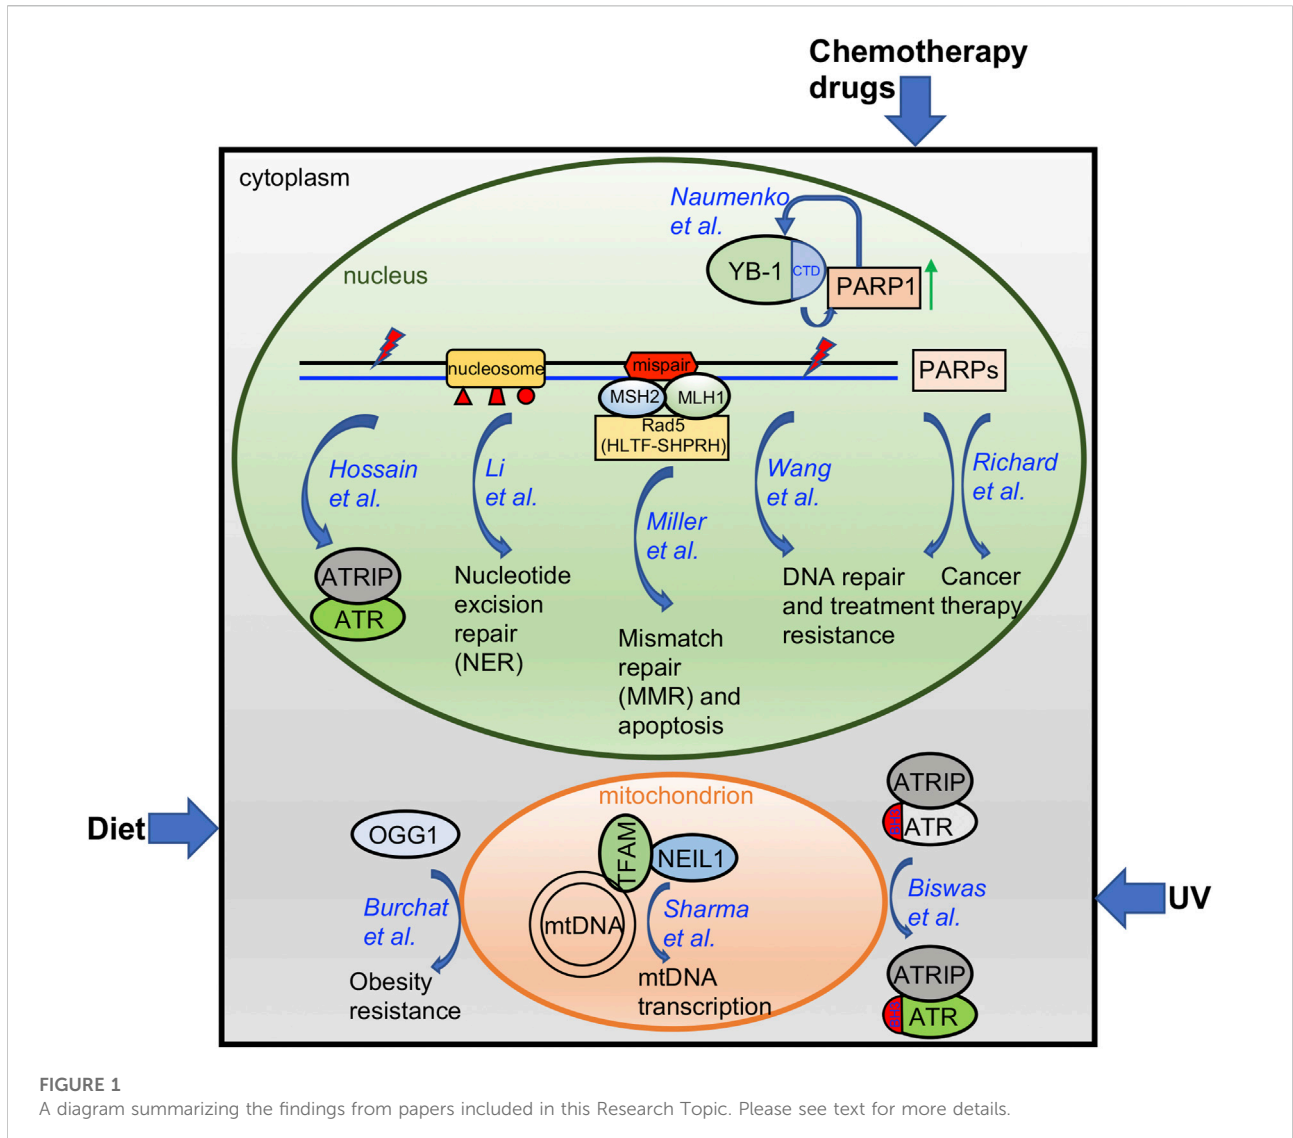 Chemotherapy
drugs
cytoplasm
Naumenko
et al.
nucleus
YB-1
CTD
PARP1
nucleosome
mispair
PARPs
MSH2
MLH1
Rad5
(HLTF-SHPRH)
Hossain
et al.
Li
et al.
Miller
et al.
Wang
et al.
Richard
et al.
ATRIP
ATR
Nucleotide
excision
repair
(NER)
Mismatch
repair
(MMR) and
apoptosis
DNA repair
and treatment
resistance
Cancer
therapy
mitochondrion
ATRIP
BH3
ATR
Diet
OGG1
TFAM
NEIL1
mtDNA
Burchat
et al.
Sharma
et al.
Biswas
et al.
UV
Obesity
resistance
mtDNA
transcription
ATRIP
BH3
ATR
FIGURE 1
A diagram summarizing the findings from papers included in this Research Topic. Please see text for more details.